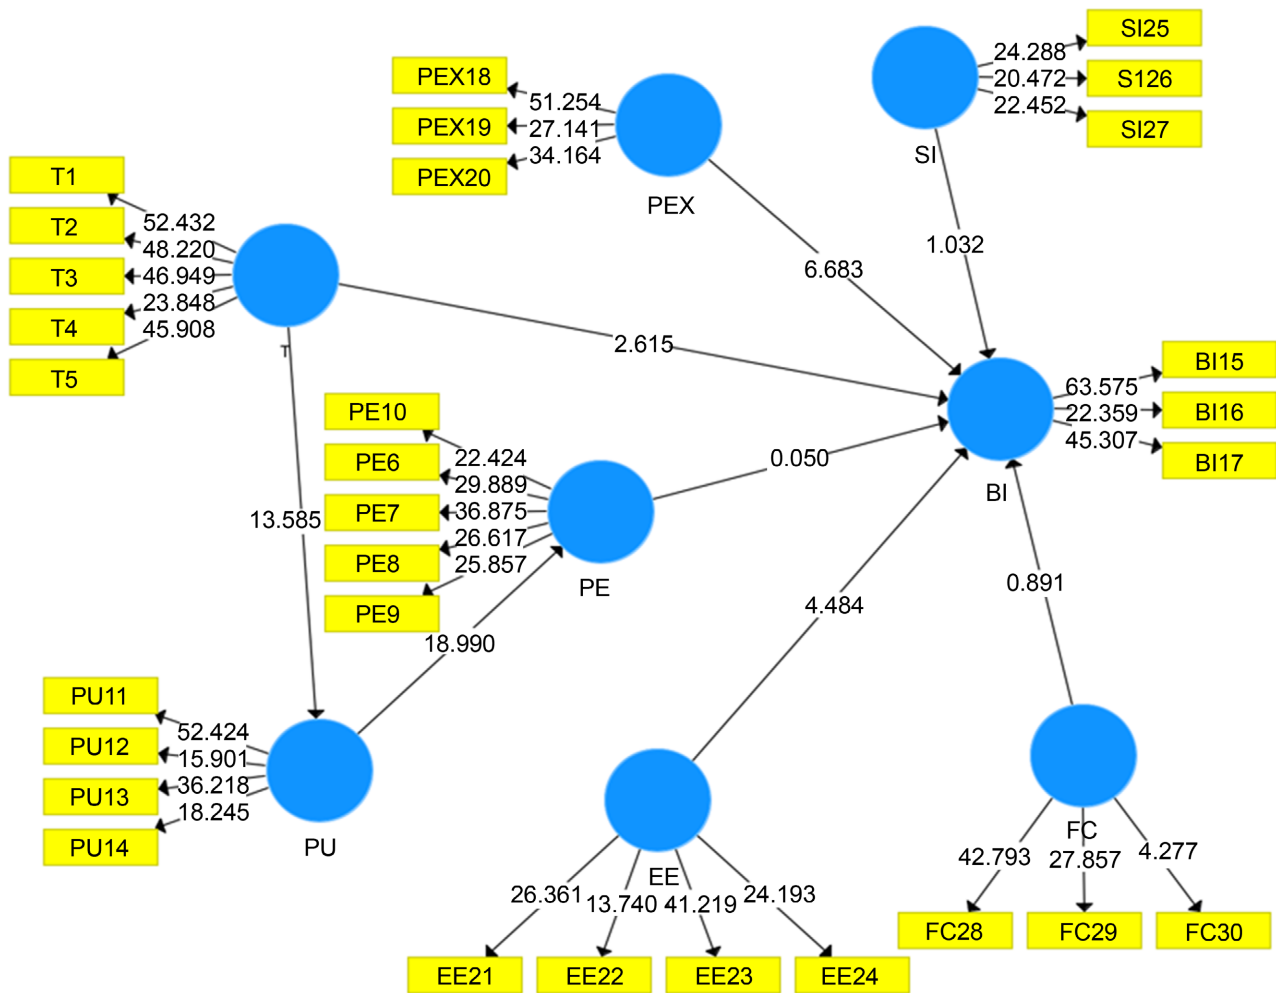 SI25
24.288
S126
20.472
SI27
22.452
SI
PEX18
51.254
PEX19
27.141
PEX20
34.164
PEX
T1
52.432
T2
48.220
T3
46.949
T4
23.848
T5
45.908
T
1.032
6.683
2.615
BI15
63.575
BI16
22.359
BI17
45.307
BI
PE10
22.424
PE6
29.889
PE7
36.875
PE8
26.617
PE9
25.857
PE
0.050
13.585
18.990
4.484
0.891
PU11
52.424
PU12
15.901
PU13
36.218
PU14
18.245
PU
EE
26.361
13.740
41.219
24.193
EE21
EE22
EE23
EE24
FC
42.793
27.857
4.277
FC28
FC29
FC30